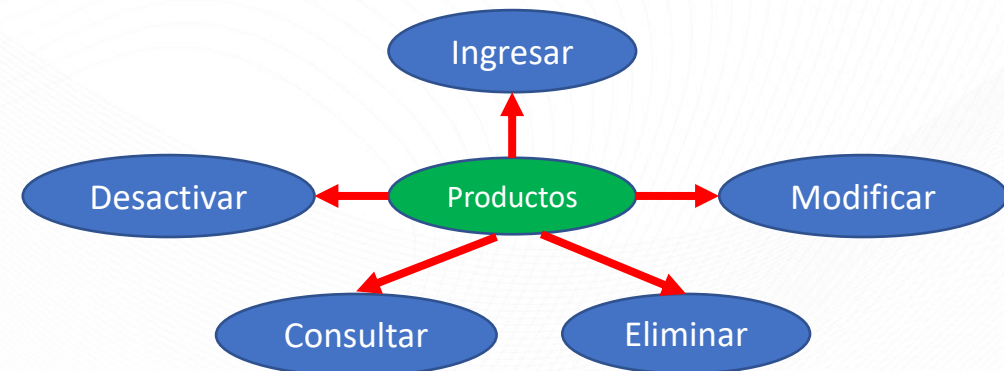 Ingresar
Desactivar
Productos
Modificar
Consultar
Eliminar